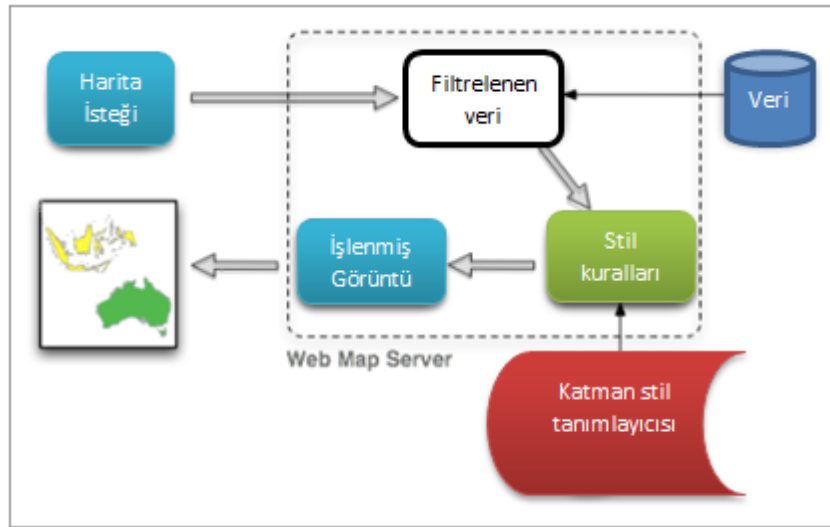 Harita
İsteği
Filtrelenen
veri
Veri
İşlenmiş
Görüntü
Stil
kuralları
Web Map Server
Katman stil
tanımlayıcısı